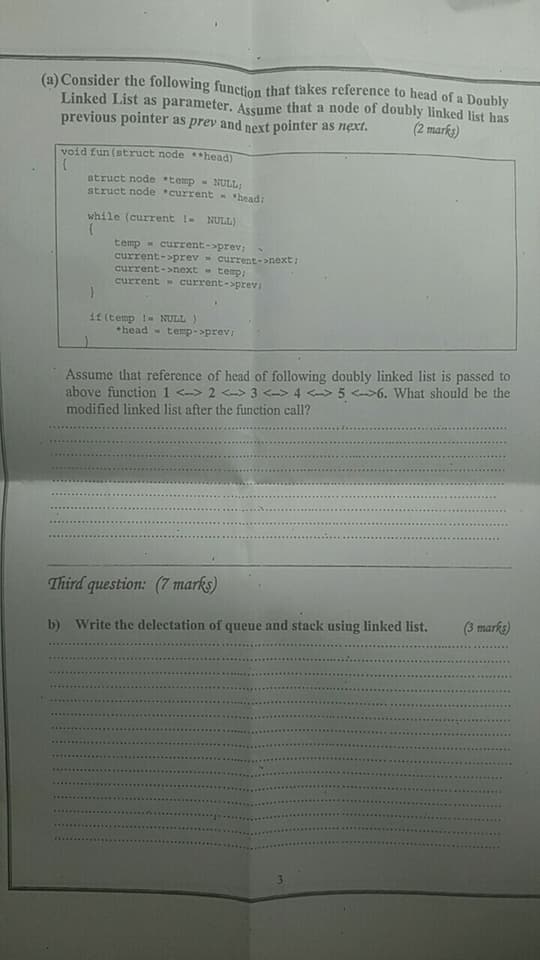 (a) Consider the following function that takes reference to head of a Doubly
Linked List as parameter. Assume that a node of doubly linked list has
previous pointer as prev and next pointer as next. (2 marks)
void fun(struct node **head)
{
struct node *temp = NULL;
struct node *current = *head;
while (current != NULL)
{
temp = current->prev;
current->prev = current->next;
current->next = temp;
current = current->prev;
}
if(temp != NULL )
*head = temp->prev;
}
Assume that reference of head of following doubly linked list is passed to
above function 1 <--> 2 <--> 3 <--> 4 <--> 5 <-->6. What should be the
modified linked list after the function call?
Third question: (7 marks)
b) Write the delectation of queue and stack using linked list. (3 marks)
3